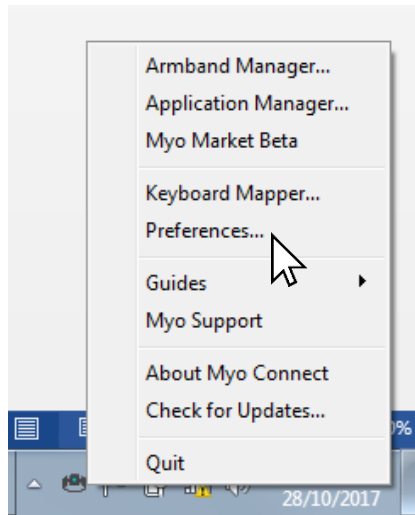 Armband Manager...
Application Manager...
Myo Market Beta
Keyboard Mapper...
Preferences...
Guides
Myo Support
About Myo Connect
Check for Updates...
Quit
28/10/2017